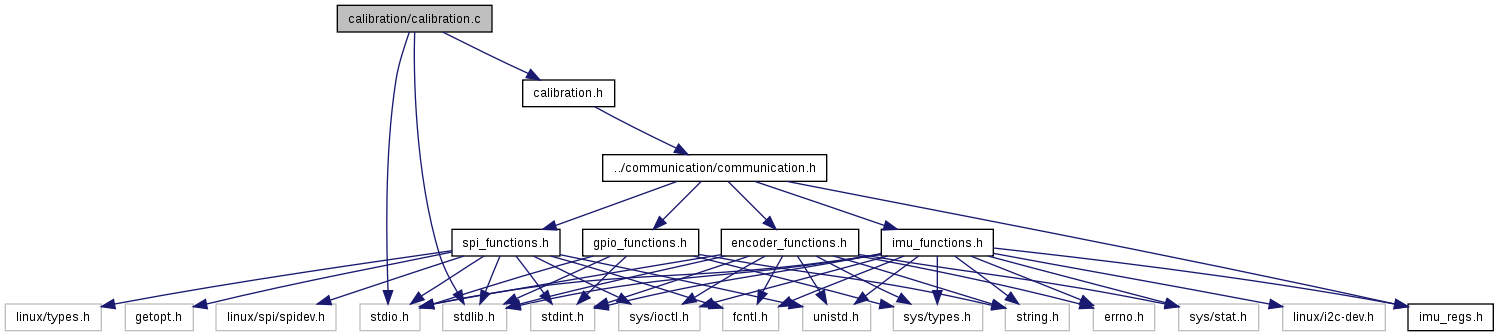 calibration/calibration.c
calibration.h
../communication/communication.h
spi_functions.h
gpio_functions.h
encoder_functions.h
imu_functions.h
linux/types.h
getopt.h
linux/spi/spidev.h
stdio.h
stdlib.h
stdint.h
sys/ioctl.h
fcntl.h
unistd.h
sys/types.h
string.h
errno.h
sys/stat.h
linux/i2c-dev.h
imu_regs.h